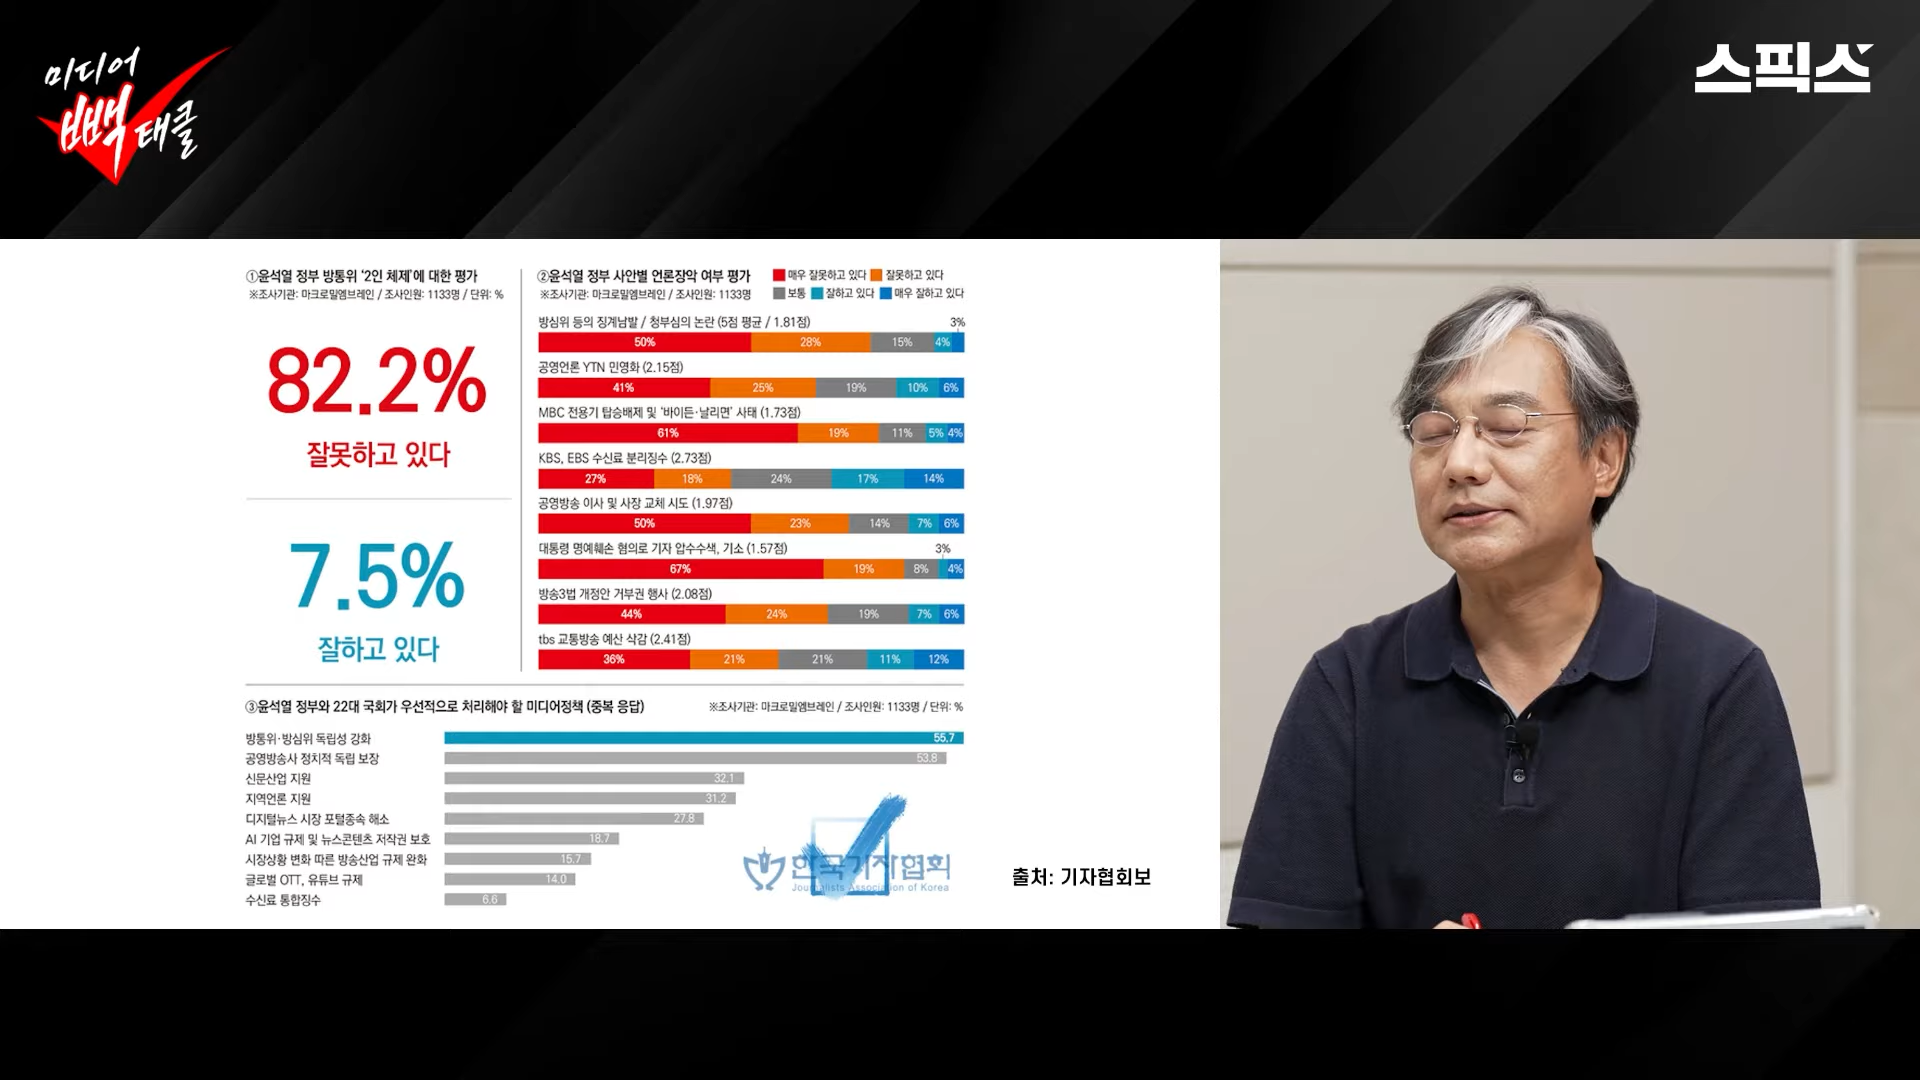 미디어
빽태클
스픽스
①윤석열 정부 방통위 '2인 체제'에 대한 평가
※조사기관: 마크로밀엠브레인 / 조사인원: 1133명 / 단위: %
82.2%
잘못하고 있다
7.5%
잘하고 있다
②윤석열 정부 사안별 언론장악 여부 평가
※조사기관: 마크로밀엠브레인 / 조사인원: 1133명
매우 잘못하고 있다 잘못하고 있다
보통 잘하고 있다 매우 잘하고 있다
방심위 등의 징계남발 / 청부심의 논란 (5점 평균 / 1.81점) 3%
50% 28% 15% 4%
공영언론 YTN 민영화 (2.15점)
41% 25% 19% 10% 6%
MBC 전용기 탑승배제 및 '바이든·날리면' 사태 (1.73점)
61% 19% 11% 5% 4%
KBS, EBS 수신료 분리징수 (2.73점)
27% 18% 24% 17% 14%
공영방송 이사 및 사장 교체 시도 (1.97점)
50% 23% 14% 7% 6%
대통령 명예훼손 혐의로 기자 압수수색, 기소 (1.57점) 3%
67% 19% 8% 4%
방송3법 개정안 거부권 행사 (2.08점)
44% 24% 19% 7% 6%
tbs 교통방송 예산 삭감 (2.41점)
36% 21% 21% 11% 12%
③윤석열 정부와 22대 국회가 우선적으로 처리해야 할 미디어정책 (중복 응답)
※조사기관: 마크로밀엠브레인 / 조사인원: 1133명 / 단위: %
방통위·방심위 독립성 강화 55.7
공영방송사 정치적 독립 보장 53.8
신문산업 지원 32.1
지역언론 지원 31.2
디지털뉴스 시장 포털종속 해소 27.8
AI 기업 규제 및 뉴스콘텐츠 저작권 보호 18.7
시장상황 변화 따른 방송산업 규제 완화 15.7
글로벌 OTT, 유튜브 규제 14.0
수신료 통합징수 6.6
한국기자협회
Journalists Association of Korea
출처: 기자협회보